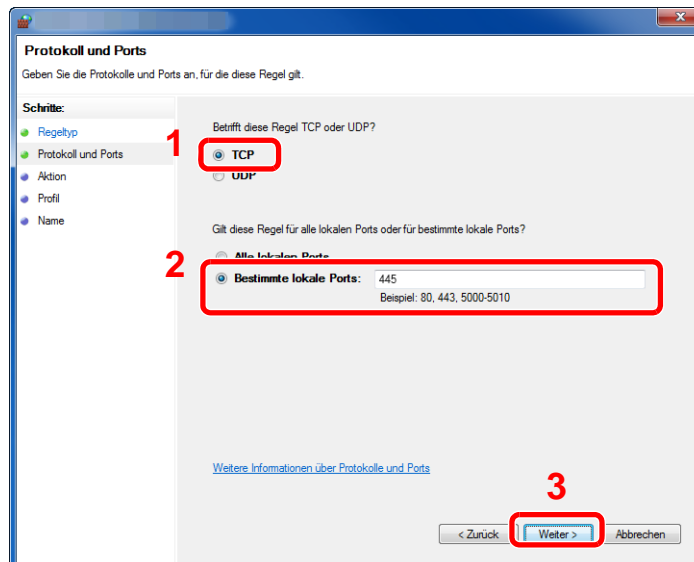 Protokoll und Ports
Geben Sie die Protokolle und Ports an, für die diese Regel gilt.
Schritte:
Regeltyp
Protokoll und Ports
Aktion
Profil
Name
Betrifft diese Regel TCP oder UDP?
1
TCP
UDP
Gilt diese Regel für alle lokalen Ports oder für bestimmte lokale Ports?
Alle lokalen Ports
2
Bestimmte lokale Ports: 445
Beispiel: 80, 443, 5000-5010
Weitere Informationen über Protokolle und Ports
3
< Zurück Weiter > Abbrechen